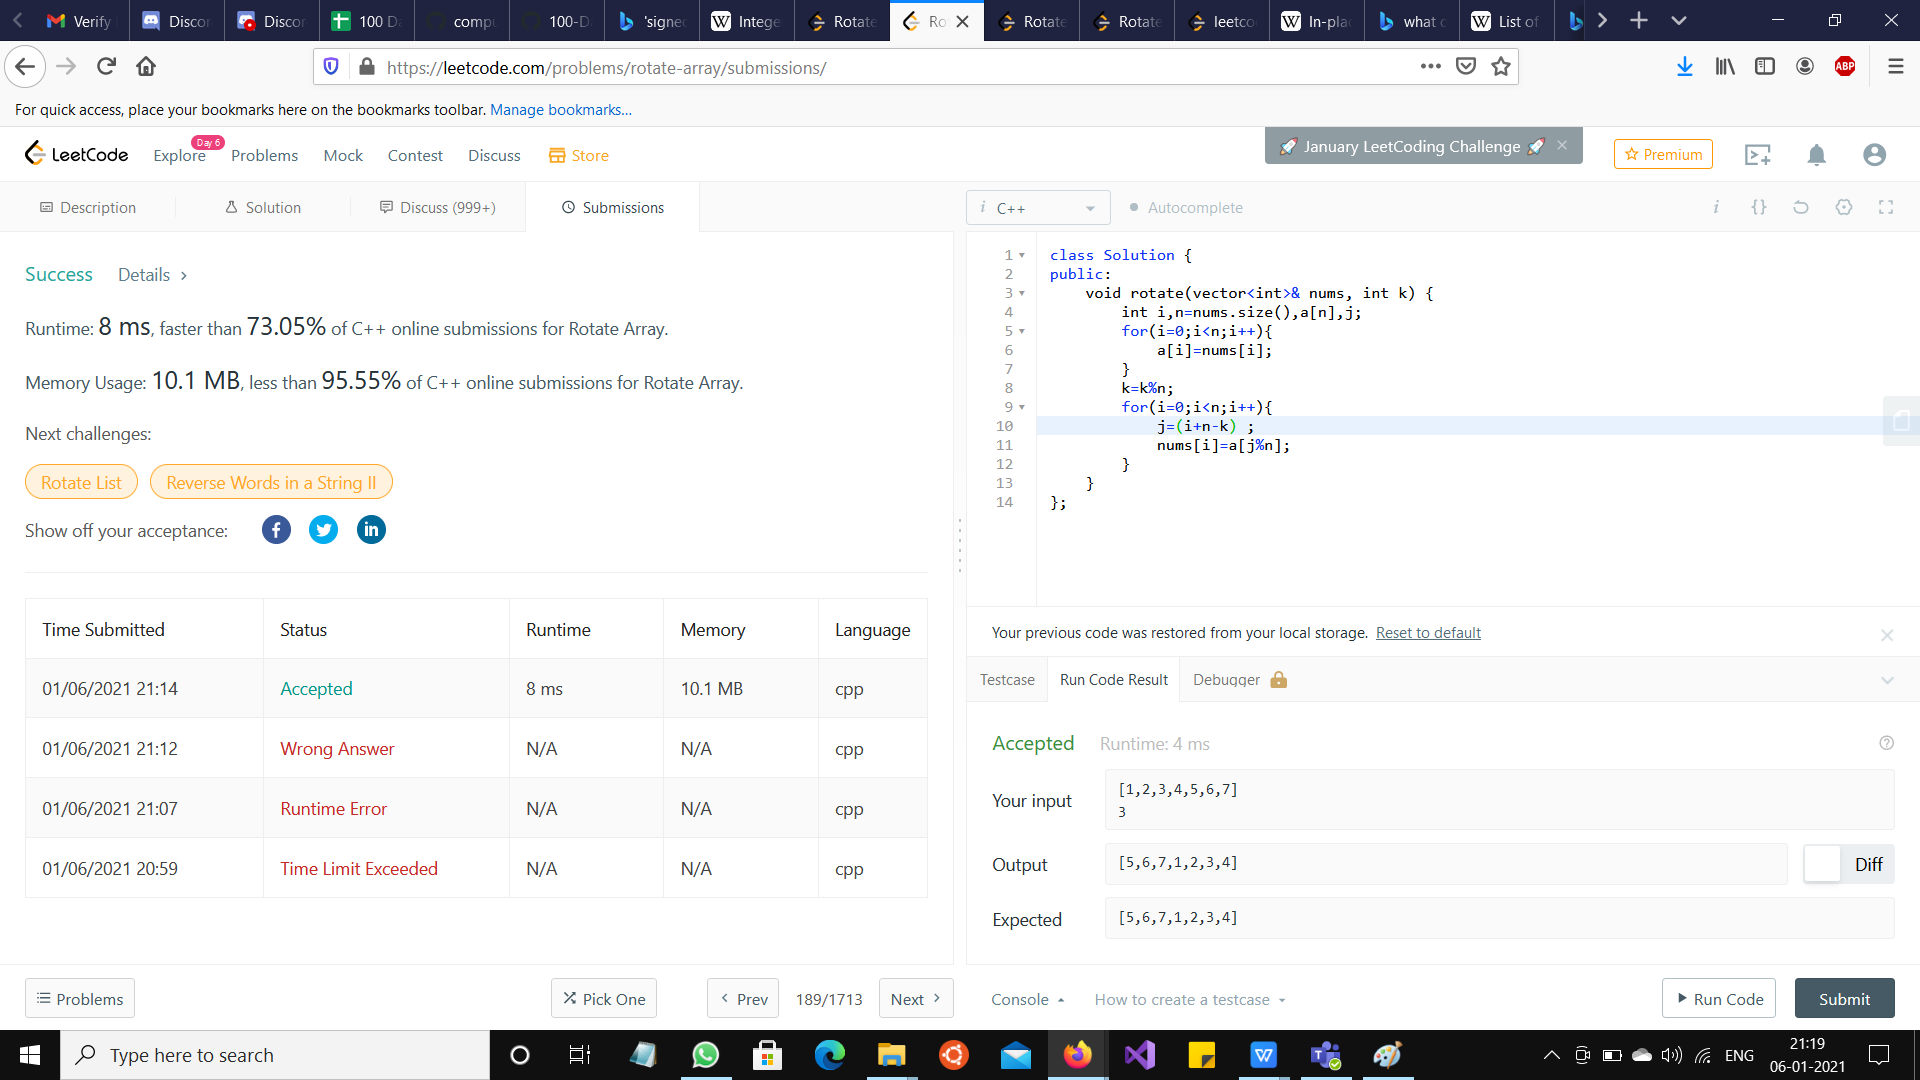 Verify
Discor
Discor
100 Da
compu
100-D
'signed
Intege
Rotate
Ro
Rotate
Rotate
leetco
In-plac
what c
List of
https://leetcode.com/problems/rotate-array/submissions/
ABP
For quick access, place your bookmarks here on the bookmarks toolbar. Manage bookmarks...
LeetCode
Explore
Day 6
Problems
Mock
Contest
Discuss
Store
🚀 January LeetCoding Challenge 🚀 ×
Premium
Description
Solution
Discuss (999+)
Submissions
i C++
Autocomplete
i {}
Success Details >
Runtime: 8 ms, faster than 73.05% of C++ online submissions for Rotate Array.
Memory Usage: 10.1 MB, less than 95.55% of C++ online submissions for Rotate Array.
Next challenges:
Rotate List
Reverse Words in a String II
Show off your acceptance:
Time Submitted Status Runtime Memory Language
01/06/2021 21:14 Accepted 8 ms 10.1 MB cpp
01/06/2021 21:12 Wrong Answer N/A N/A cpp
01/06/2021 21:07 Runtime Error N/A N/A cpp
01/06/2021 20:59 Time Limit Exceeded N/A N/A cpp
1 class Solution {
2 public:
3 void rotate(vector<int>& nums, int k) {
4 int i,n=nums.size(),a[n],j;
5 for(i=0;i<n;i++){
6 a[i]=nums[i];
7 }
8 k=k%n;
9 for(i=0;i<n;i++){
10 j=(i+n-k) ;
11 nums[i]=a[j%n];
12 }
13 }
14 };
Your previous code was restored from your local storage. Reset to default
Testcase
Run Code Result
Debugger
Accepted Runtime: 4 ms
Your input
[1,2,3,4,5,6,7]
3
Output
[5,6,7,1,2,3,4]
Diff
Expected
[5,6,7,1,2,3,4]
Problems
Pick One
Prev
189/1713
Next
Console
How to create a testcase
Run Code
Submit
Type here to search
ENG
21:19
06-01-2021